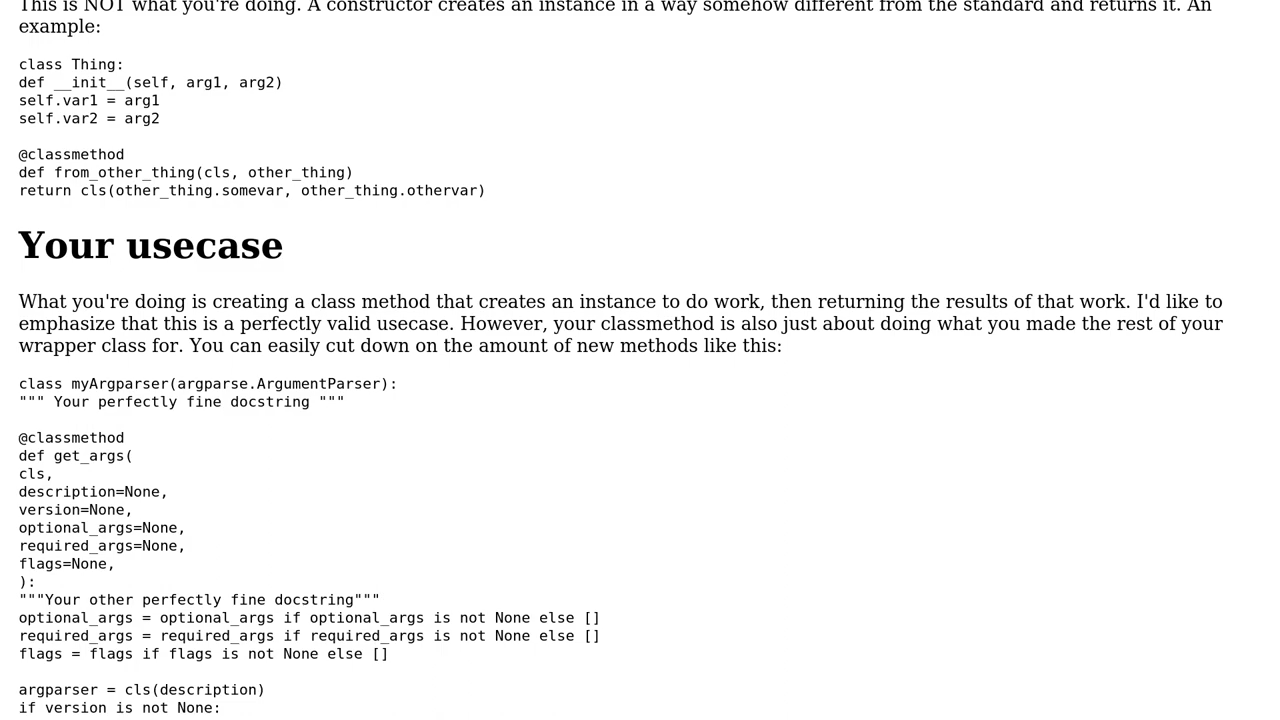 This is NOT what you're doing. A constructor creates an instance in a way somehow different from the standard and returns it. An
example:
class Thing:
def __init__(self, arg1, arg2)
self.var1 = arg1
self.var2 = arg2
@classmethod
def from_other_thing(cls, other_thing)
return cls(other_thing.somevar, other_thing.othervar)
Your usecase
What you're doing is creating a class method that creates an instance to do work, then returning the results of that work. I'd like to
emphasize that this is a perfectly valid usecase. However, your classmethod is also just about doing what you made the rest of your
wrapper class for. You can easily cut down on the amount of new methods like this:
class myArgparser(argparse.ArgumentParser):
""" Your perfectly fine docstring """
@classmethod
def get_args(
cls,
description=None,
version=None,
optional_args=None,
required_args=None,
flags=None,
):
"""Your other perfectly fine docstring"""
optional_args = optional_args if optional_args is not None else []
required_args = required_args if required_args is not None else []
flags = flags if flags is not None else []
argparser = cls(description)
if version is not None: